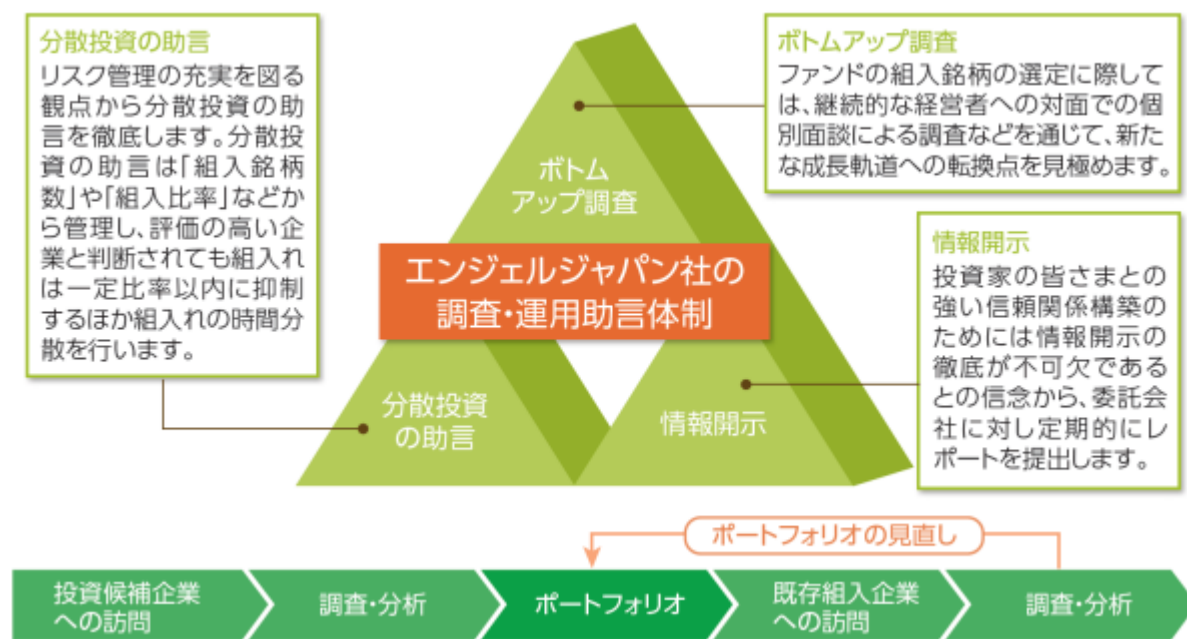 分散投資の助言
リスク管理の充実を図る
観点から分散投資の助
言を徹底します。分散投
資の助言は「組入銘柄
数」や「組入比率」などか
ら管理し、評価の高い企
業と判断されても組入れ
は一定比率以内に抑制
するほか組入れの時間分
散を行います。
ボトムアップ調査
ファンドの組入銘柄の選定に際して
は、継続的な経営者への対面での個
別面談による調査などを通じて、新た
な成長軌道への転換点を見極めます。
ボトム
アップ調査
エンジェルジャパン社の
調査・運用助言体制
情報開示
投資家の皆さまとの
強い信頼関係構築の
ためには情報開示の
徹底が不可欠である
との信念から、委託会
社に対し定期的にレ
ポートを提出します。
分散投資
の助言
情報開示
ポートフォリオの見直し
投資候補企業
への訪問
調査・分析
ポートフォリオ
既存組入企業
への訪問
調査・分析